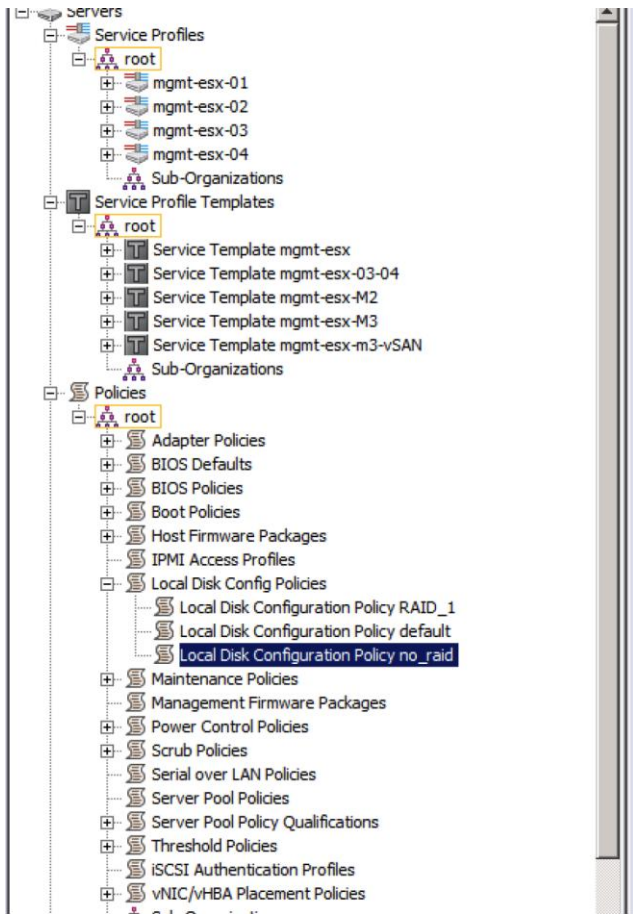 Servers
Service Profiles
root
mgmt-esx-01
mgmt-esx-02
mgmt-esx-03
mgmt-esx-04
Sub-Organizations
Service Profile Templates
root
Service Template mgmt-esx
Service Template mgmt-esx-03-04
Service Template mgmt-esx-M2
Service Template mgmt-esx-M3
Service Template mgmt-esx-m3-vSAN
Sub-Organizations
Policies
root
Adapter Policies
BIOS Defaults
BIOS Policies
Boot Policies
Host Firmware Packages
IPMI Access Profiles
Local Disk Config Policies
Local Disk Configuration Policy RAID_1
Local Disk Configuration Policy default
Local Disk Configuration Policy no_raid
Maintenance Policies
Management Firmware Packages
Power Control Policies
Scrub Policies
Serial over LAN Policies
Server Pool Policies
Server Pool Policy Qualifications
Threshold Policies
iSCSI Authentication Profiles
vNIC/vHBA Placement Policies